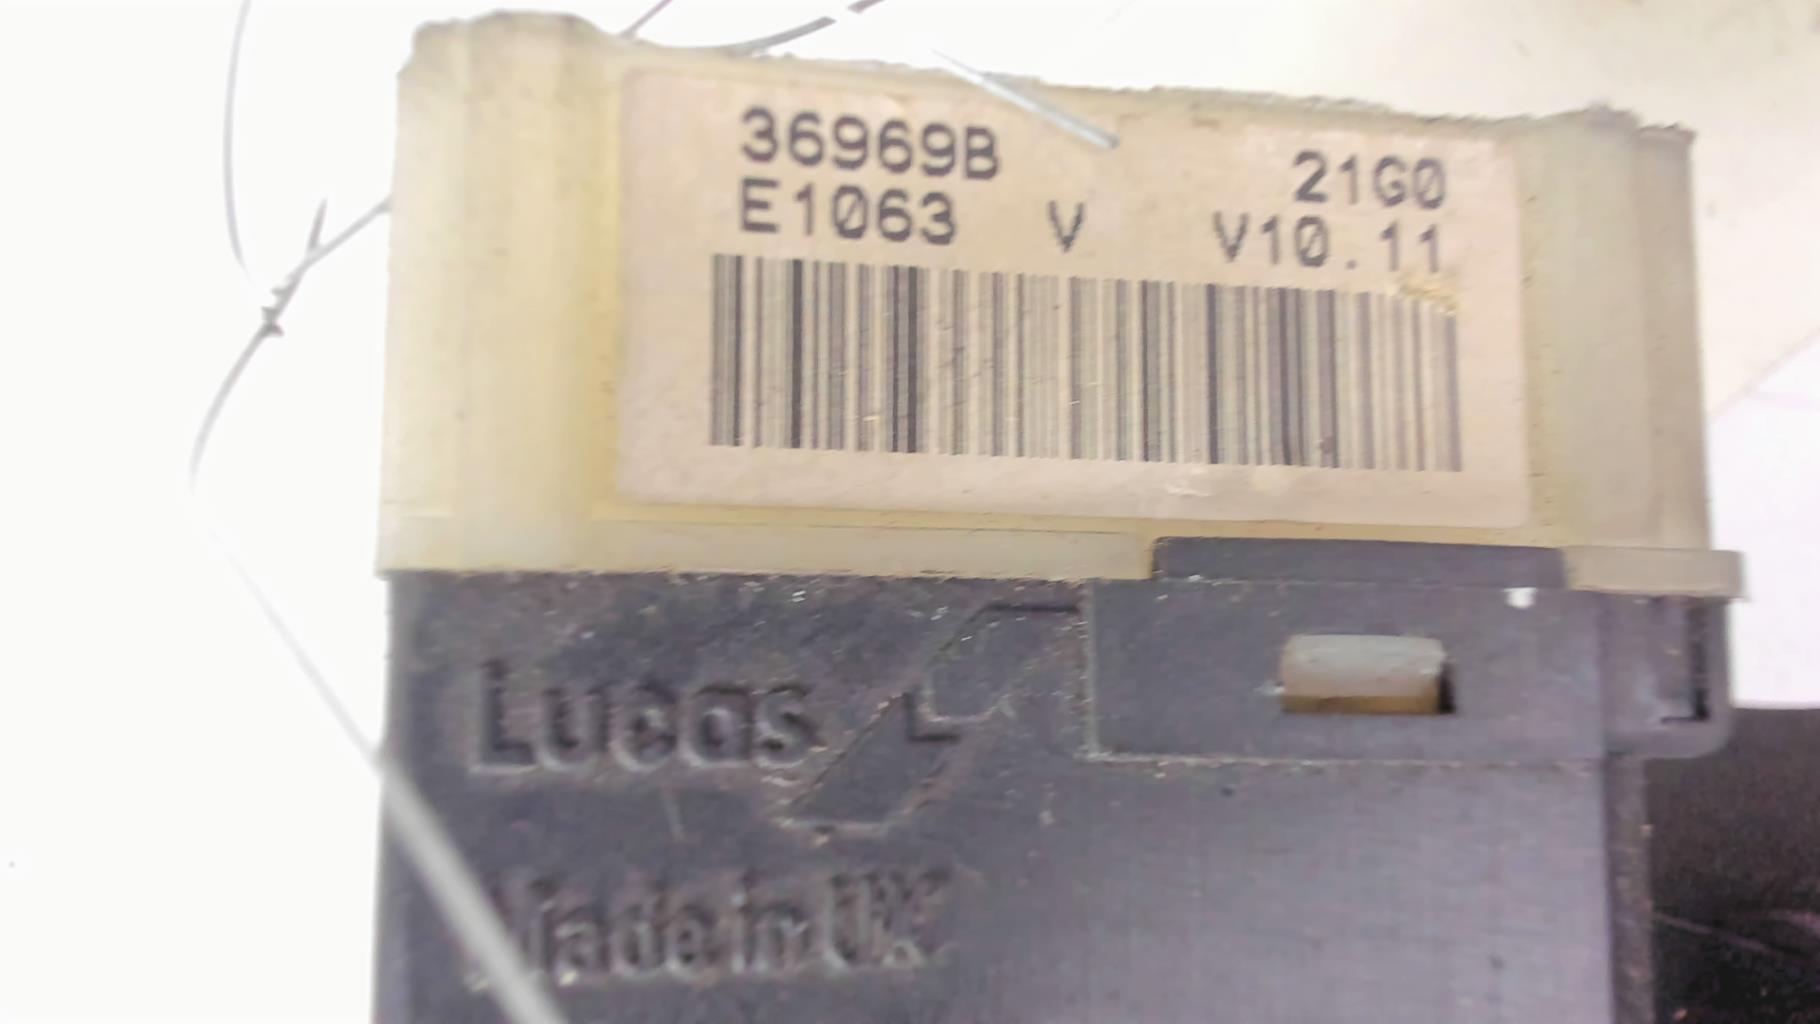 36969B 21G0
E1063 V V10.11
Lucas
Made in UK